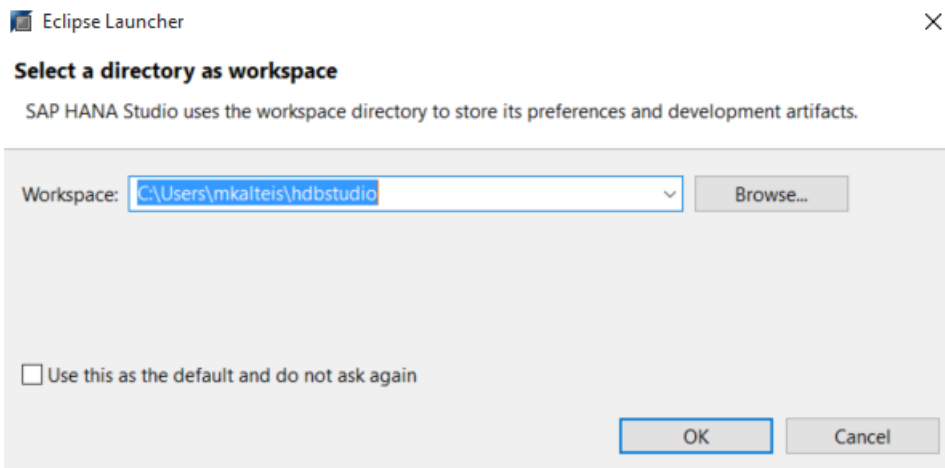 Eclipse Launcher
Select a directory as workspace
SAP HANA Studio uses the workspace directory to store its preferences and development artifacts.
Workspace: C:\Users\mkalteis\hdbstudio Browse...
Use this as the default and do not ask again
OK Cancel